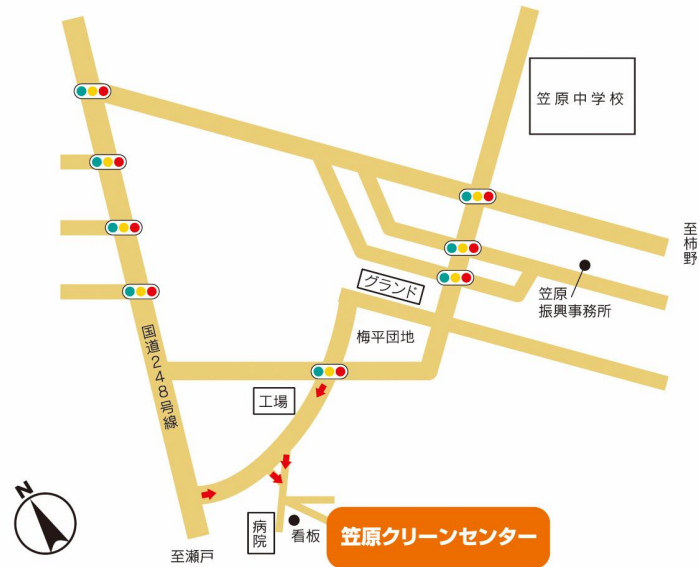 笠原中学校
至柿野
グランド
笠原
振興事務所
梅平団地
国道248号線
工場
N
病院
看板
笠原クリーンセンター
至瀬戸